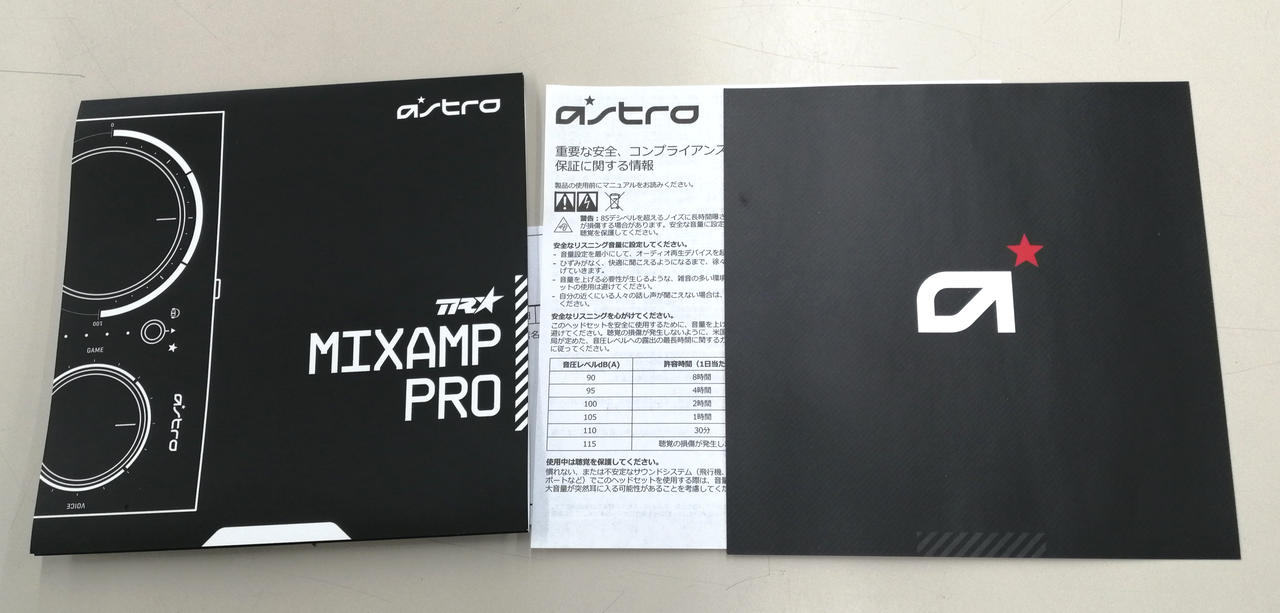 astro
0
100
GAME
astro
VOICE
TR
MIXAMP
PRO
名
astro
重要な安全、コンプライアンス
保証に関する情報
製品の使用前にマニュアルをお読みください。
警告：85デシベルを超えるノイズに長時間曝さ
が損傷する場合があります。安全な音量に設定
聴覚を保護してください。
安全なリスニング音量に設定してください。
- 音量設定を最小にして、オーディオ再生デバイスを超
- ひずみがなく、快適に聞こえるようになるまで、徐々
げていきます。
- 音量を上げる必要性が生じるような、雑音の多い環境
ットの使用は避けてください。
- 自分の近くにいる人々の話し声が聞こえない場合は、
ください。
安全なリスニングを心がけてください。
このヘッドセットを安全に使用するために、音量を上げ
避けてください。聴覚の損傷が発生しないように、米国
局が定めた、音圧レベルへの露出の最長時間に関するガ
に従ってください。
音圧レベルdB(A) 許容時間（1日当た
90 8時間
95 4時間
100 2時間
105 1時間
110 30分
115 聴覚の損傷が発生し
使用中は聴覚を保護してください。
慣れない、または不安定なサウンドシステム（飛行機、
ポートなど）でこのヘッドセットを使用する際は、音量
大音量が突然耳に入る可能性があることを考慮してくだ